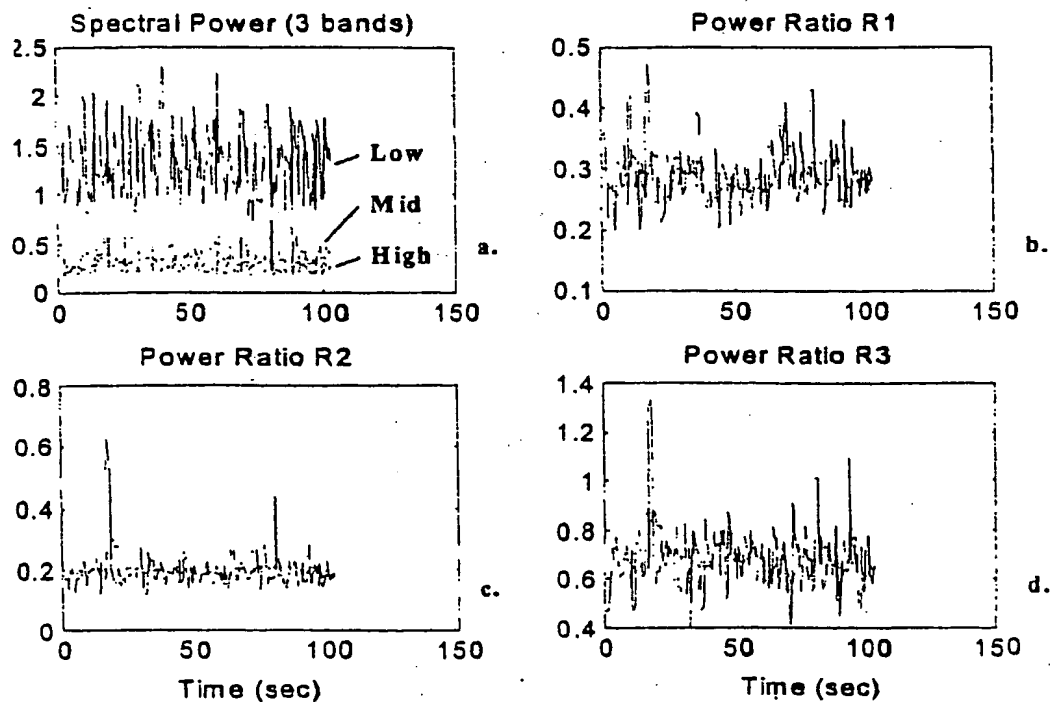 Spectral Power (3 bands)
2.5
2
1.5
1
0.5
0
Low
Mid
High
a.
0
50
100
150
Power Ratio R1
0.5
0.4
0.3
0.2
0.1
b.
0
50
100
150
Power Ratio R2
0.8
0.6
0.4
0.2
0
c.
0
50
100
150
Time (sec)
Power Ratio R3
1.4
1.2
1
0.8
0.6
0.4
d.
0
50
100
150
Time (sec)